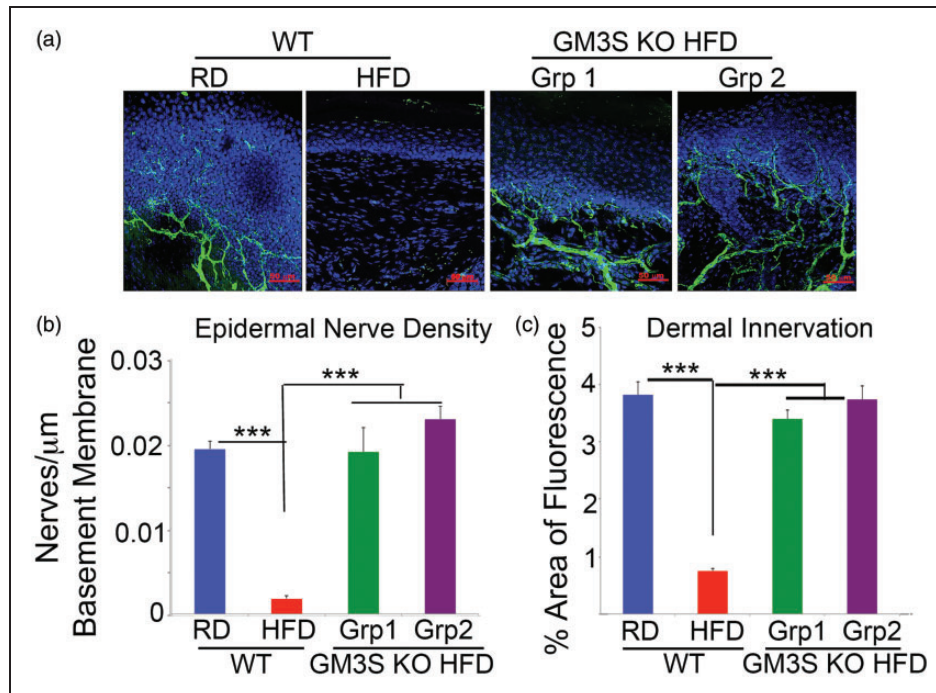 (a)
WT GM3S KO HFD
RD HFD Grp 1 Grp 2
(b) Epidermal Nerve Density
*** 
***
0.03
0.02
0.01
0
Nerves/μm
Basement Membrane
RD HFD Grp1 Grp2
WT GM3S KO HFD
(c) Dermal Innervation
*** ***
5
4
3
2
1
% Area of Fluorescence
RD HFD Grp1 Grp2
WT GM3S KO HFD